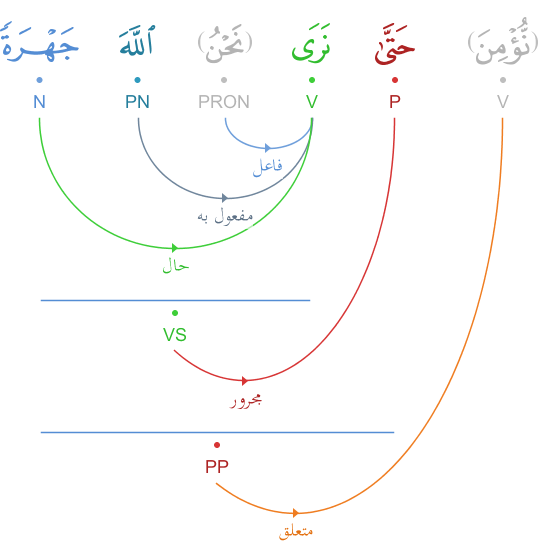 (نُّؤْمِنَ) حَتَّىٰ نَرَى (نَحْنُ) ٱللَّهَ جَهْرَةً
V P V PRON PN N
فاعل
مفعول به
حال
VS
مجرور
PP
متعلق